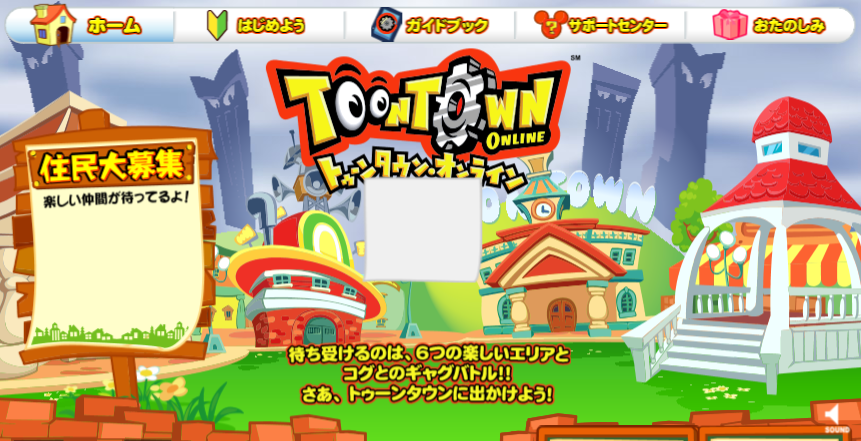 ホーム
はじめよう
ガイドブック
サポートセンター
おたのしみ
TOONTOWN
SM
ONLINE
トゥーンタウン・オンライン
住民大募集
楽しい仲間が待ってるよ!
待ち受けるのは、6つの楽しいエリアと
コグとのギャグバトル!!
さあ、トゥーンタウンに出かけよう!
SOUND